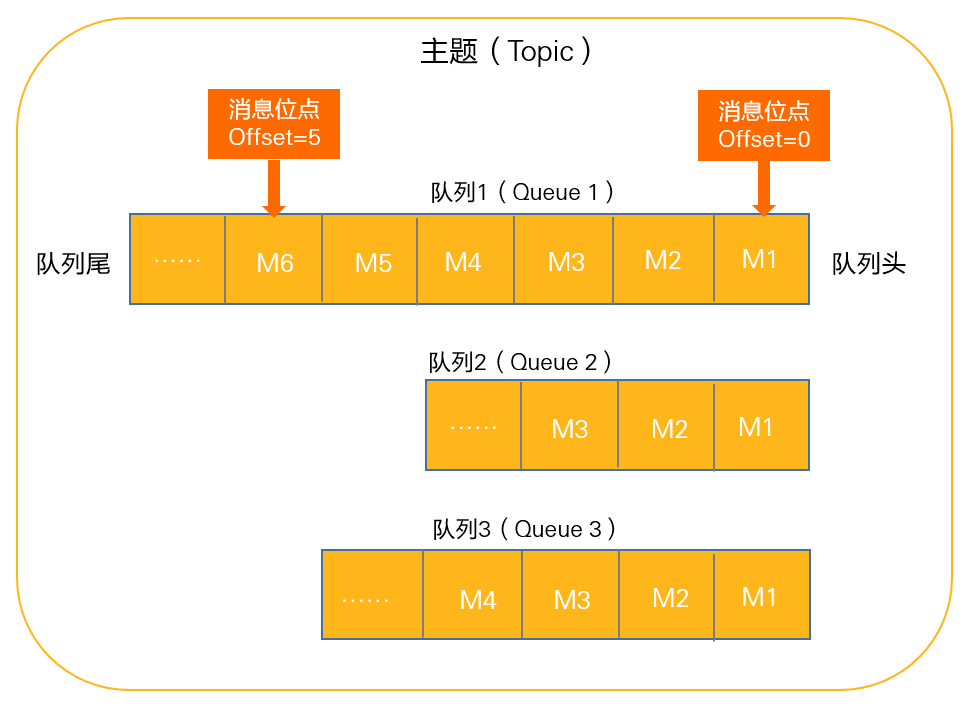 主题（Topic）
消息位点
Offset=5
消息位点
Offset=0
队列1（Queue 1）
队列尾
······
M6
M5
M4
M3
M2
M1
队列头
队列2（Queue 2）
······
M3
M2
M1
队列3（Queue 3）
······
M4
M3
M2
M1